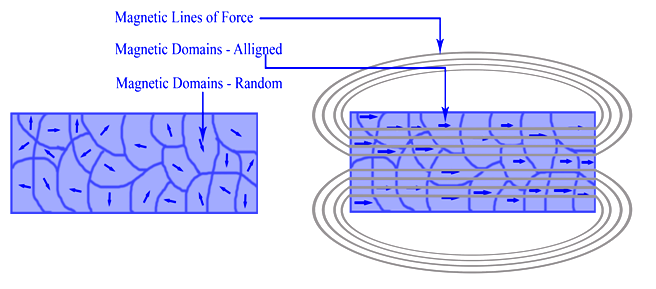 Magnetic Lines of Force
Magnetic Domains - Alligned
Magnetic Domains - Random